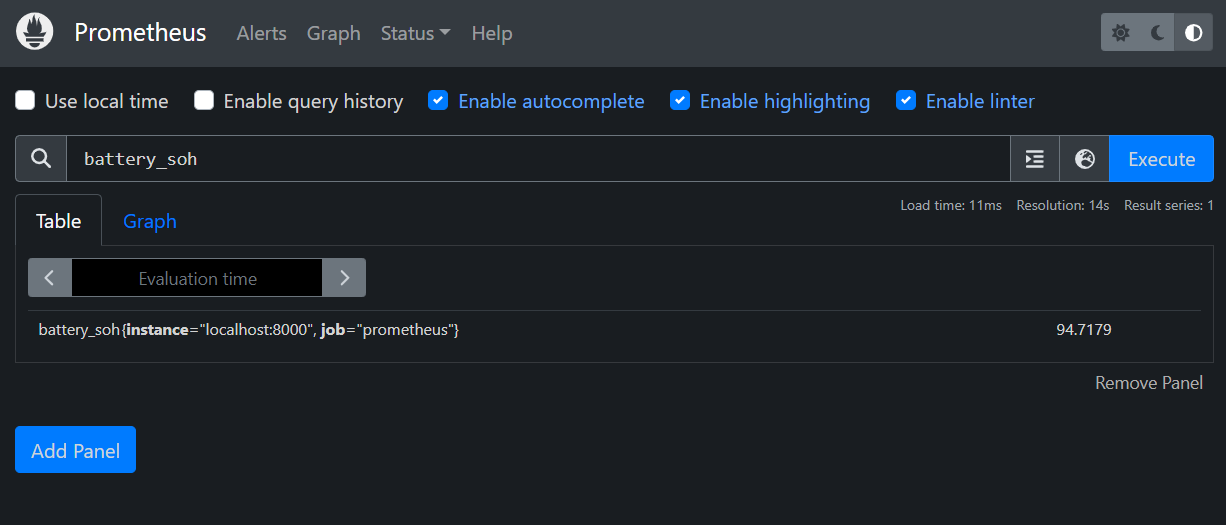 Prometheus Alerts Graph Status Help
Use local time Enable query history Enable autocomplete Enable highlighting Enable linter
battery_soh Execute
Table Graph Load time: 11ms Resolution: 14s Result series: 1
Evaluation time
battery_soh{instance="localhost:8000", job="prometheus"} 94.7179
Remove Panel
Add Panel